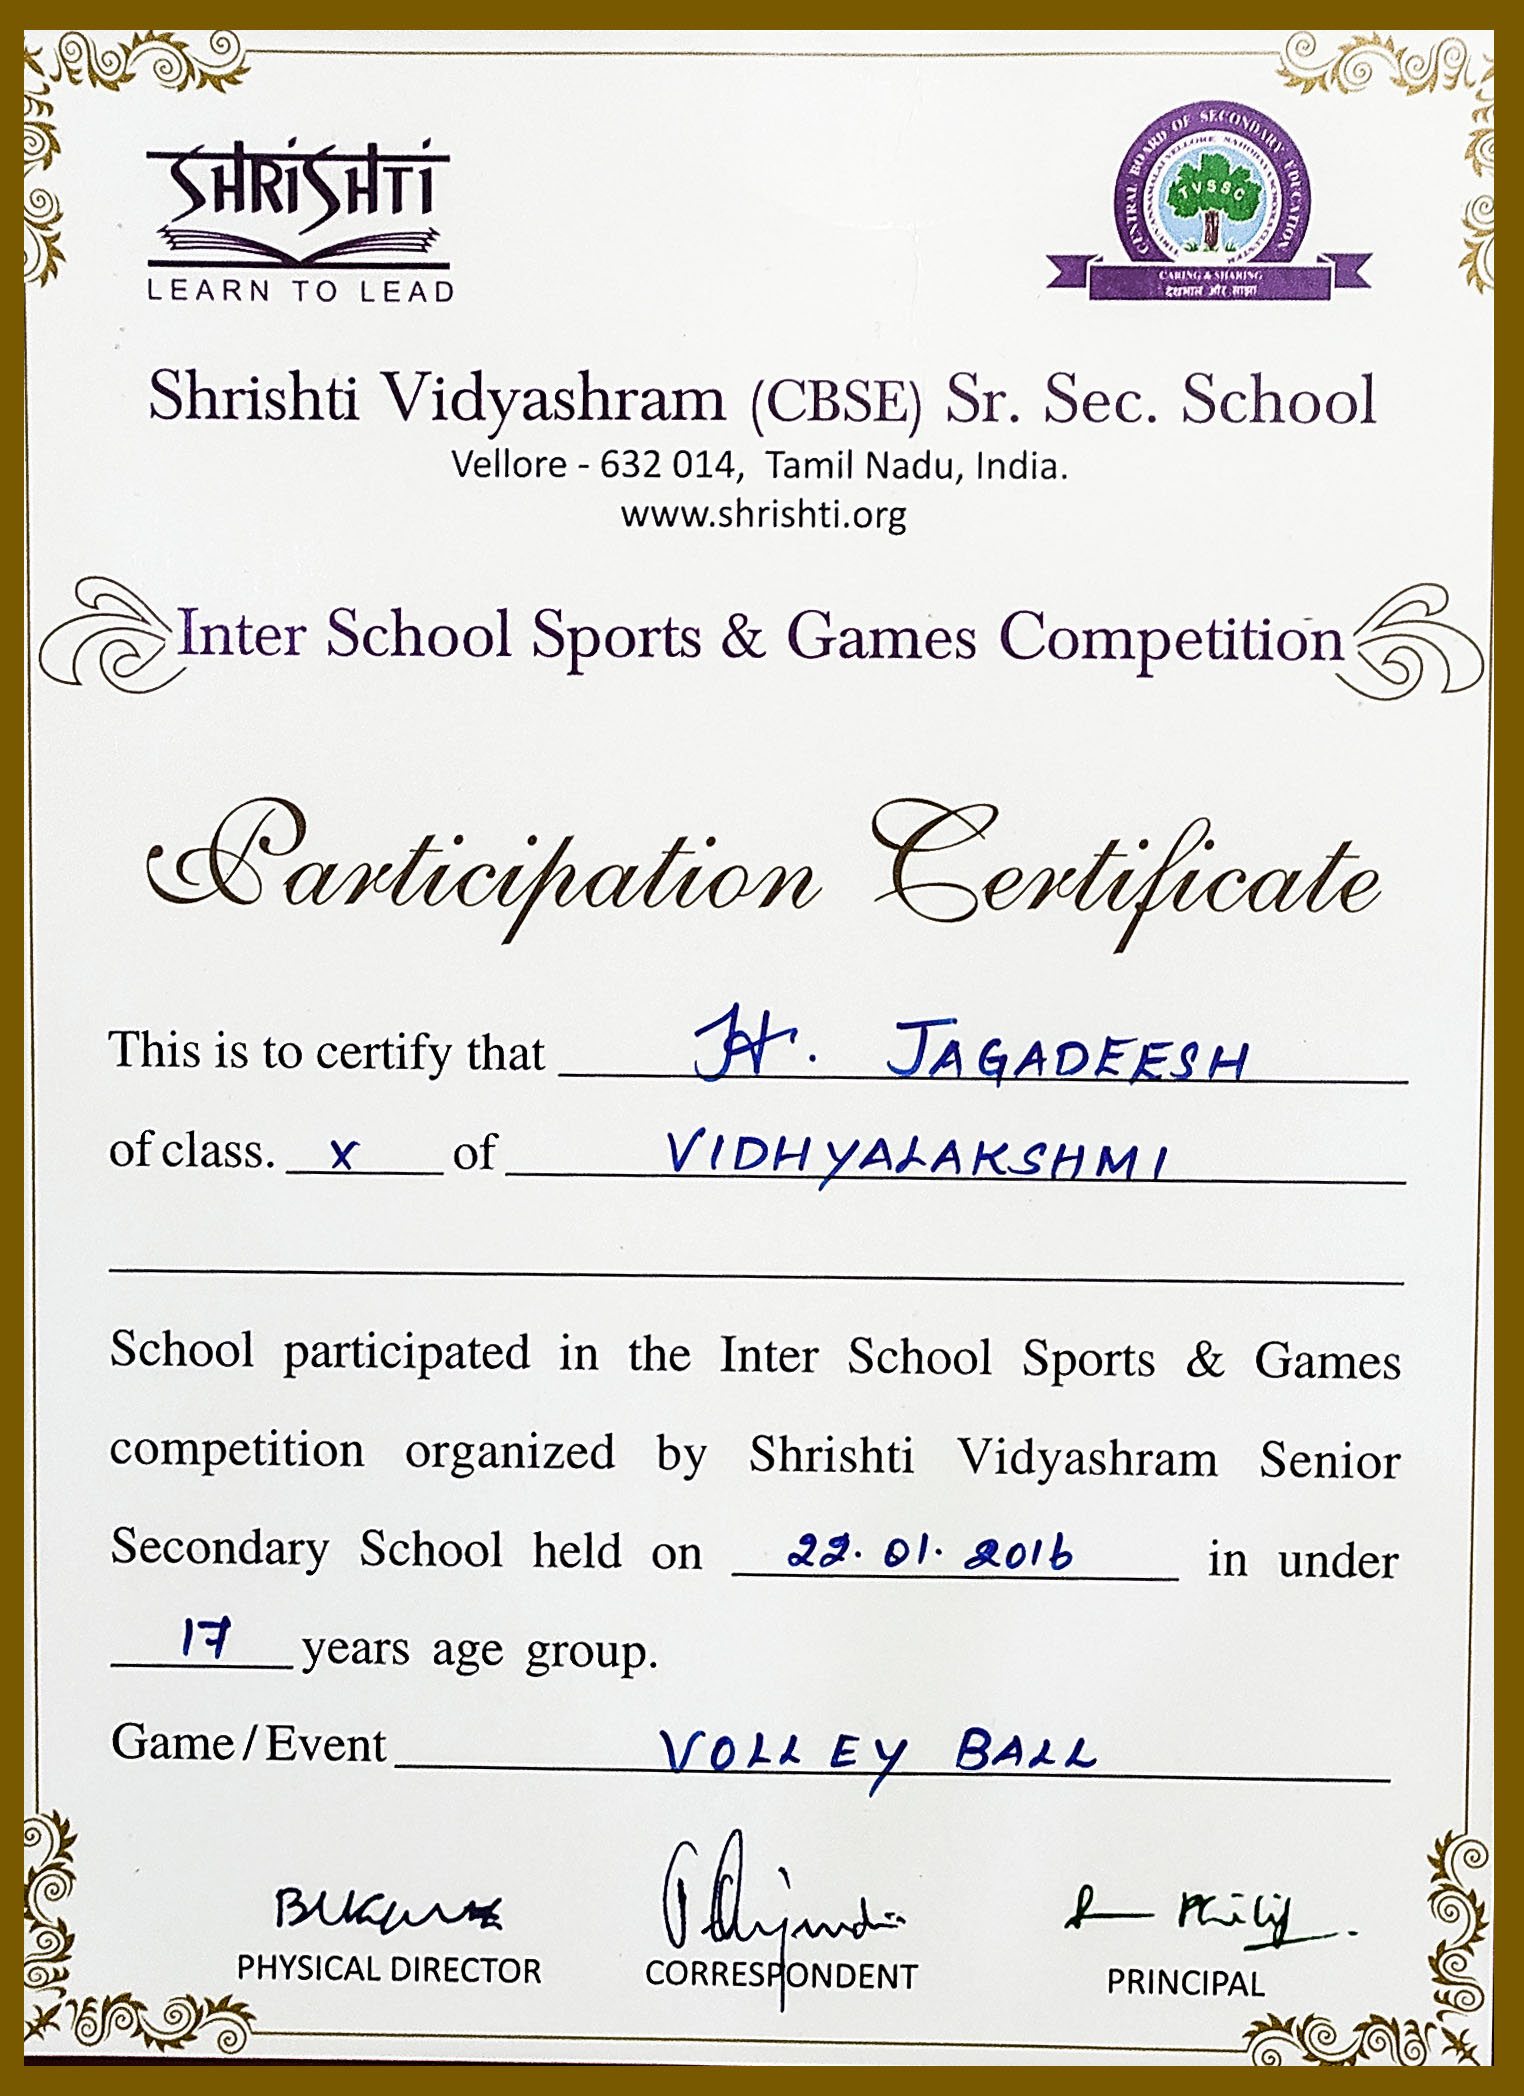 SHRISHTI
LEARN TO LEAD
CENTRAL BOARD OF SECONDARY EDUCATION
TVSSC
CARING & SHARING
देखभाल और साझा
Shrishti Vidyashram (CBSE) Sr. Sec. School
Vellore - 632 014, Tamil Nadu, India.
www.shrishti.org
Inter School Sports & Games Competition
Participation Certificate
This is to certify that H. JAGADEESH
of class. X of VIDHYALAKSHMI
School participated in the Inter School Sports & Games
competition organized by Shrishti Vidyashram Senior
Secondary School held on 22.01.2016 in under
17 years age group.
Game / Event VOLLEY BALL
PHYSICAL DIRECTOR CORRESPONDENT PRINCIPAL